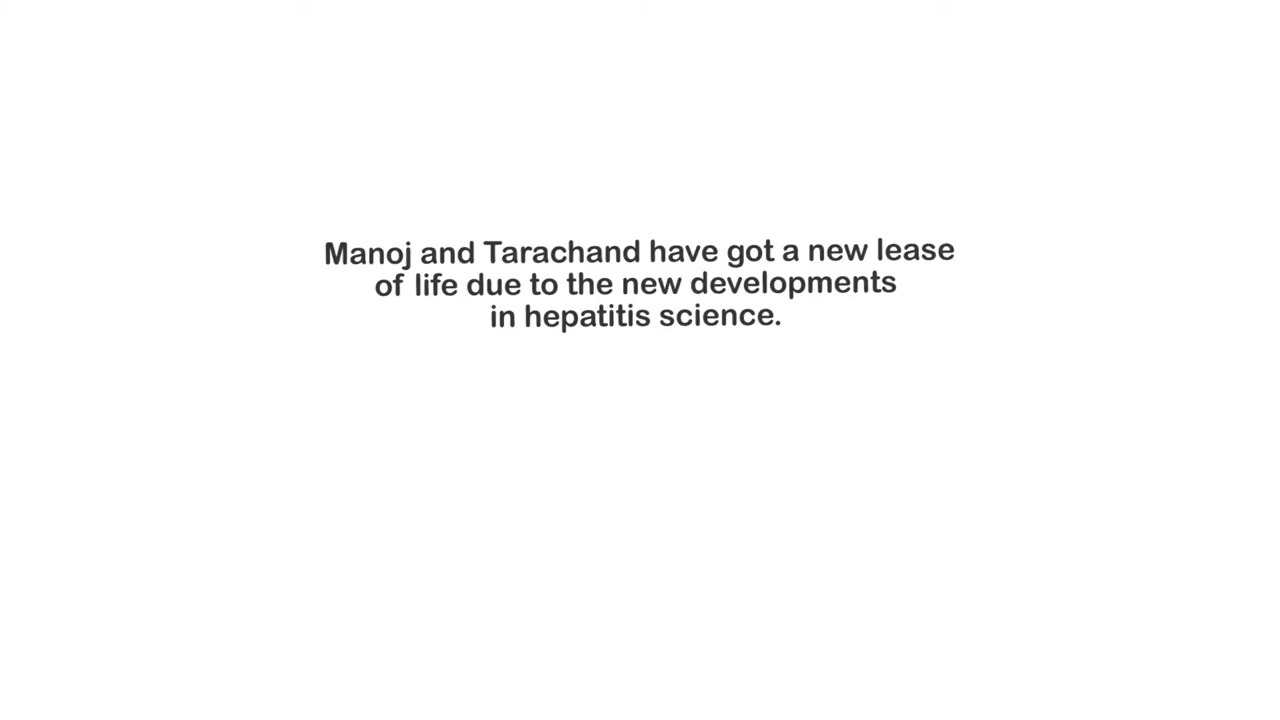 Manoj and Tarachand have got a new lease
of life due to the new developments
in hepatitis science.